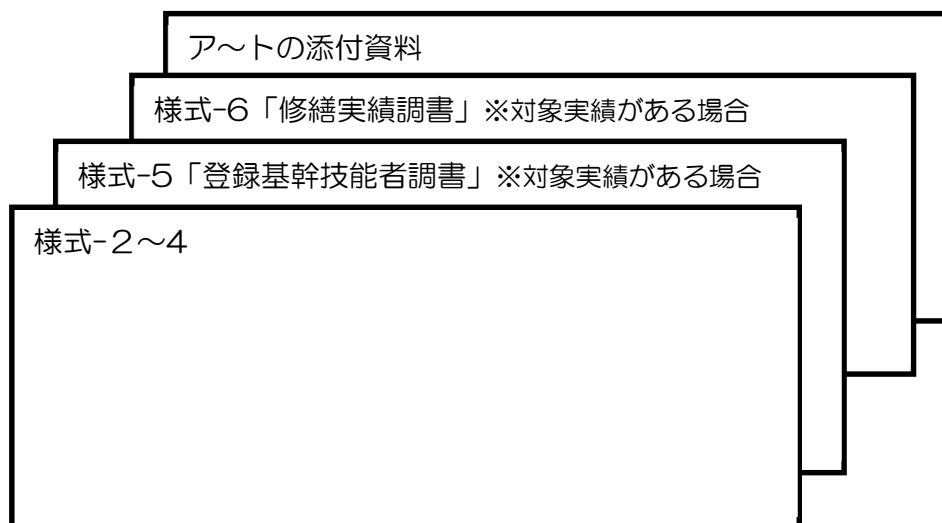 ア～トの添付資料
様式-6「修繕実績調書」※対象実績がある場合
様式-5「登録基幹技能者調書」※対象実績がある場合
様式-２～4